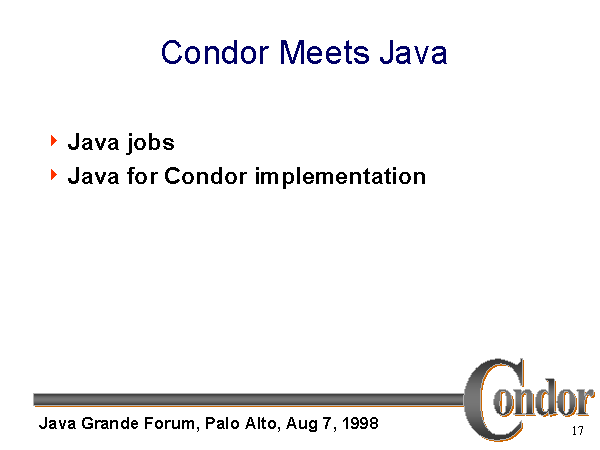 Condor Meets Java
Java jobs
Java for Condor implementation
Condor
Java Grande Forum, Palo Alto, Aug 7, 1998
17